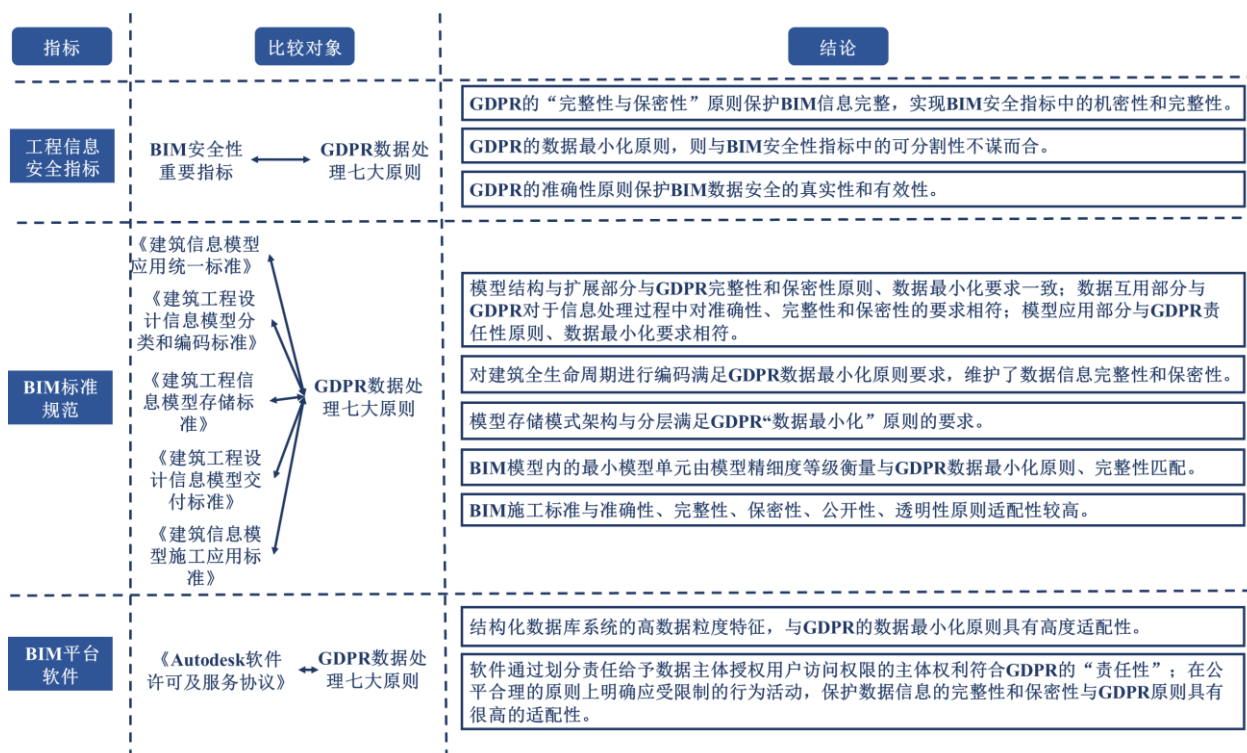 指标
比较对象
结论
工程信息
安全指标
BIM安全性
重要指标
GDPR数据处
理七大原则
GDPR的“完整性与保密性”原则保护BIM信息完整，实现BIM安全指标中的机密性和完整性。
GDPR的数据最小化原则，则与BIM安全性指标中的可分割性不谋而合。
GDPR的准确性原则保护BIM数据安全的真实性和有效性。
BIM标准
规范
《建筑信息模型
应用统一标准》
《建筑工程设
计信息模型分
类和编码标准》
《建筑工程信
息模型存储标
准》
《建筑工程设
计信息模型交
付标准》
《建筑信息模
型施工应用标
准》
GDPR数据处
理七大原则
模型结构与扩展部分与GDPR完整性和保密性原则、数据最小化要求一致；数据互用部分与
GDPR对于信息处理过程中对准确性、完整性和保密性的要求相符；模型应用部分与GDPR责
任性原则、数据最小化要求相符。
对建筑全生命周期进行编码满足GDPR数据最小化原则要求，维护了数据信息完整性和保密性。
模型存储模式架构与分层满足GDPR“数据最小化”原则的要求。
BIM模型内的最小模型单元由模型精细度等级衡量与GDPR数据最小化原则、完整性匹配。
BIM施工标准与准确性、完整性、保密性、公开性、透明性原则适配性较高。
BIM平台
软件
《Autodesk软件
许可及服务协议》
GDPR数据处
理七大原则
结构化数据库系统的高数据粒度特征，与GDPR的数据最小化原则具有高度适配性。
软件通过划分责任给予数据主体授权用户访问权限的主体权利符合GDPR的“责任性”；在公
平合理的原则上明确应受限制的行为活动，保护数据信息的完整性和保密性与GDPR原则具有
很高的适配性。